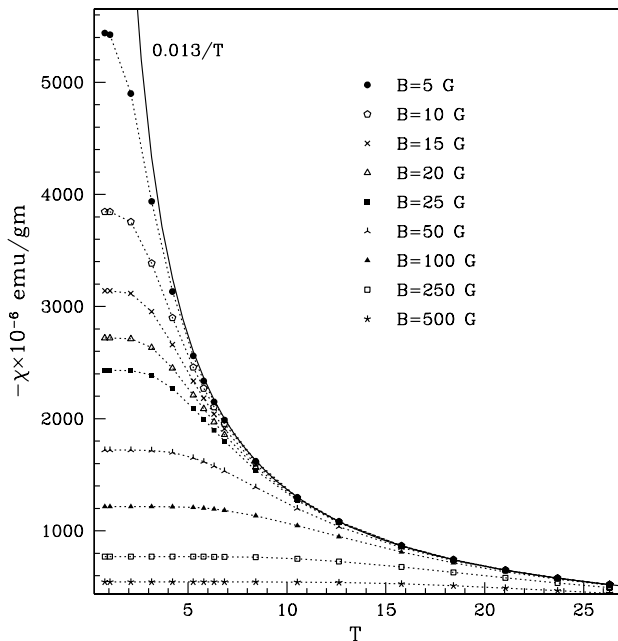 0.013/T
B=5 G
B=10 G
B=15 G
B=20 G
B=25 G
B=50 G
B=100 G
B=250 G
B=500 G
5000
4000
3000
2000
1000
−χ×10⁻⁶ emu/gm
5 10 15 20 25
T